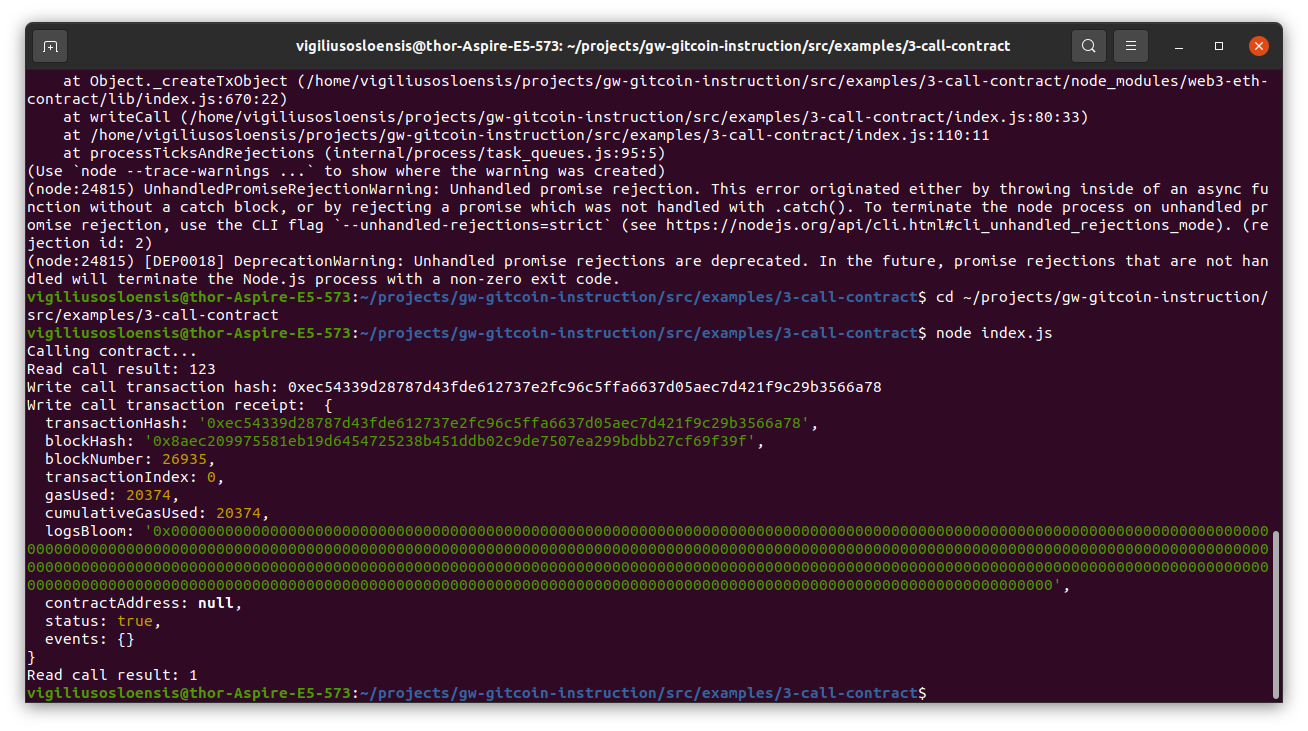 vigiliusosloensis@thor-Aspire-E5-573: ~/projects/gw-gitcoin-instruction/src/examples/3-call-contract
    at Object._createTxObject (/home/vigiliusosloensis/projects/gw-gitcoin-instruction/src/examples/3-call-contract/node_modules/web3-eth-
contract/lib/index.js:670:22)
    at writeCall (/home/vigiliusosloensis/projects/gw-gitcoin-instruction/src/examples/3-call-contract/index.js:80:33)
    at /home/vigiliusosloensis/projects/gw-gitcoin-instruction/src/examples/3-call-contract/index.js:110:11
    at processTicksAndRejections (internal/process/task_queues.js:95:5)
(Use `node --trace-warnings ...` to show where the warning was created)
(node:24815) UnhandledPromiseRejectionWarning: Unhandled promise rejection. This error originated either by throwing inside of an async fu
nction without a catch block, or by rejecting a promise which was not handled with .catch(). To terminate the node process on unhandled pr
omise rejection, use the CLI flag `--unhandled-rejections=strict` (see https://nodejs.org/api/cli.html#cli_unhandled_rejections_mode). (re
jection id: 2)
(node:24815) [DEP0018] DeprecationWarning: Unhandled promise rejections are deprecated. In the future, promise rejections that are not han
dled will terminate the Node.js process with a non-zero exit code.
vigiliusosloensis@thor-Aspire-E5-573:~/projects/gw-gitcoin-instruction/src/examples/3-call-contract$ cd ~/projects/gw-gitcoin-instruction/
src/examples/3-call-contract
vigiliusosloensis@thor-Aspire-E5-573:~/projects/gw-gitcoin-instruction/src/examples/3-call-contract$ node index.js
Calling contract...
Read call result: 123
Write call transaction hash: 0xec54339d28787d43fde612737e2fc96c5ffa6637d05aec7d421f9c29b3566a78
Write call transaction receipt:  {
  transactionHash: '0xec54339d28787d43fde612737e2fc96c5ffa6637d05aec7d421f9c29b3566a78',
  blockHash: '0x8aec209975581eb19d6454725238b451ddb02c9de7507ea299bdbb27cf69f39f',
  blockNumber: 26935,
  transactionIndex: 0,
  gasUsed: 20374,
  cumulativeGasUsed: 20374,
  logsBloom: '0x00000000000000000000000000000000000000000000000000000000000000000000000000000000000000000000000000000000000000000000000000
000000000000000000000000000000000000000000000000000000000000000000000000000000000000000000000000000000000000000000000000000000000000000000
000000000000000000000000000000000000000000000000000000000000000000000000000000000000000000000000000000000000000000000000000000000000000000
000000000000000000000000000000000000000000000000000000000000000000000000000000000000000000000000000000000000000000',
  contractAddress: null,
  status: true,
  events: {}
}
Read call result: 1
vigiliusosloensis@thor-Aspire-E5-573:~/projects/gw-gitcoin-instruction/src/examples/3-call-contract$